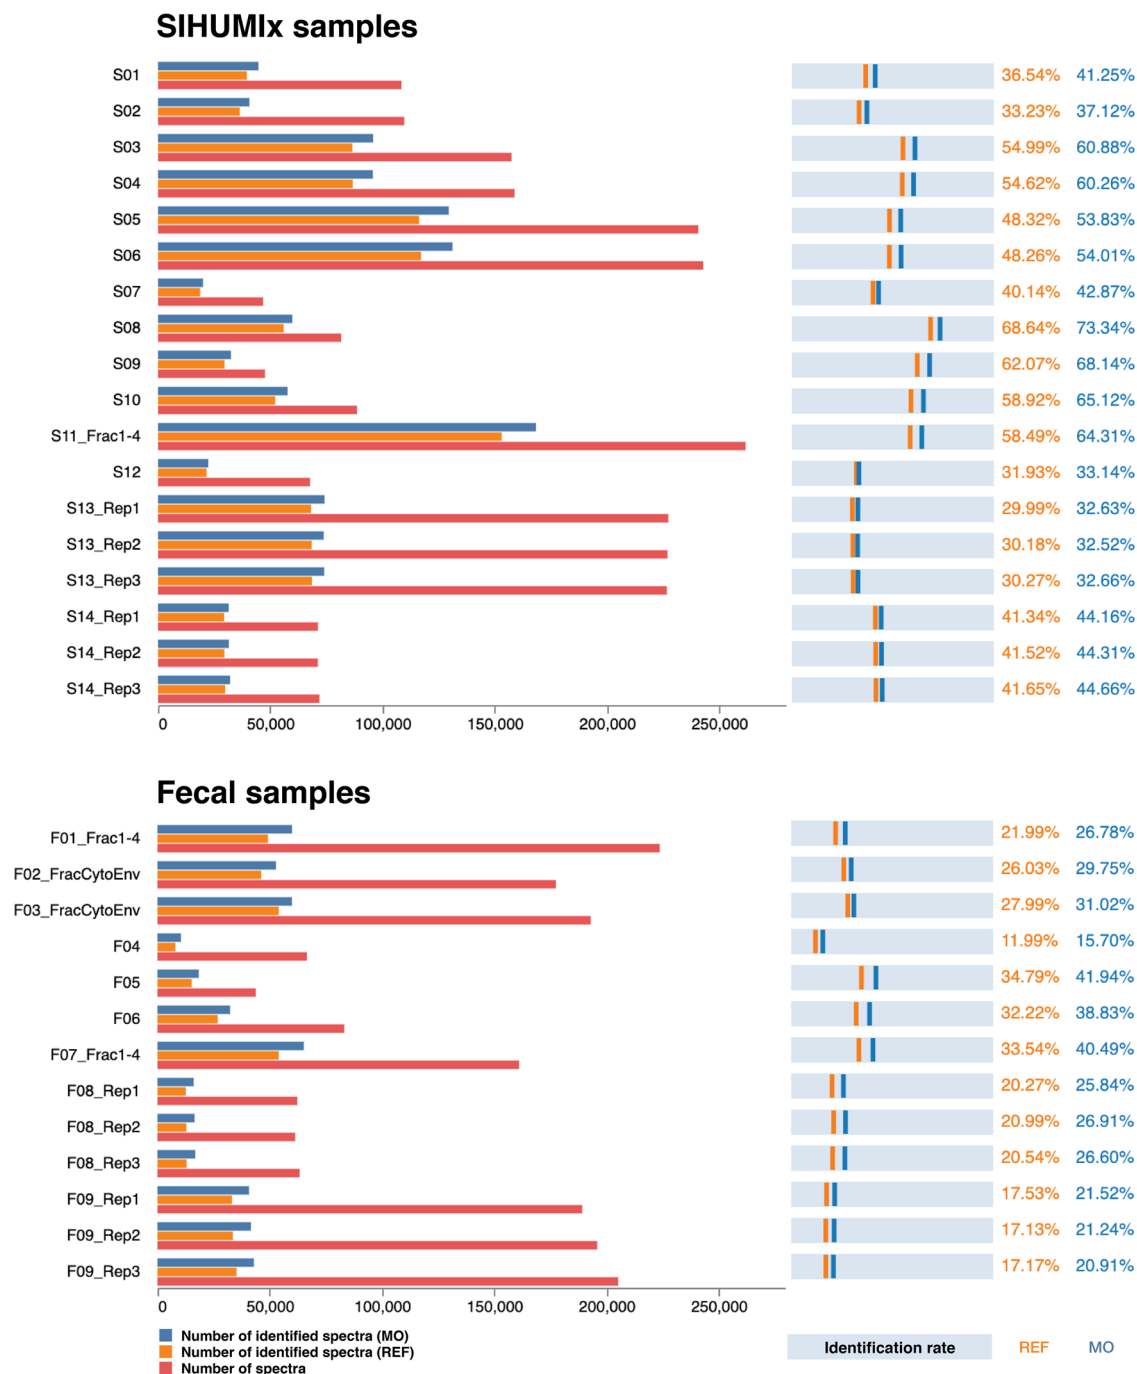 SIHUMIx samples
S01 36.54% 41.25%
S02 33.23% 37.12%
S03 54.99% 60.88%
S04 54.62% 60.26%
S05 48.32% 53.83%
S06 48.26% 54.01%
S07 40.14% 42.87%
S08 68.64% 73.34%
S09 62.07% 68.14%
S10 58.92% 65.12%
S11_Frac1-4 58.49% 64.31%
S12 31.93% 33.14%
S13_Rep1 29.99% 32.63%
S13_Rep2 30.18% 32.52%
S13_Rep3 30.27% 32.66%
S14_Rep1 41.34% 44.16%
S14_Rep2 41.52% 44.31%
S14_Rep3 41.65% 44.66%
0 50,000 100,000 150,000 200,000 250,000
Fecal samples
F01_Frac1-4 21.99% 26.78%
F02_FracCytoEnv 26.03% 29.75%
F03_FracCytoEnv 27.99% 31.02%
F04 11.99% 15.70%
F05 34.79% 41.94%
F06 32.22% 38.83%
F07_Frac1-4 33.54% 40.49%
F08_Rep1 20.27% 25.84%
F08_Rep2 20.99% 26.91%
F08_Rep3 20.54% 26.60%
F09_Rep1 17.53% 21.52%
F09_Rep2 17.13% 21.24%
F09_Rep3 17.17% 20.91%
0 50,000 100,000 150,000 200,000 250,000
Number of identified spectra (MO)
Number of identified spectra (REF)
Number of spectra
Identification rate REF MO